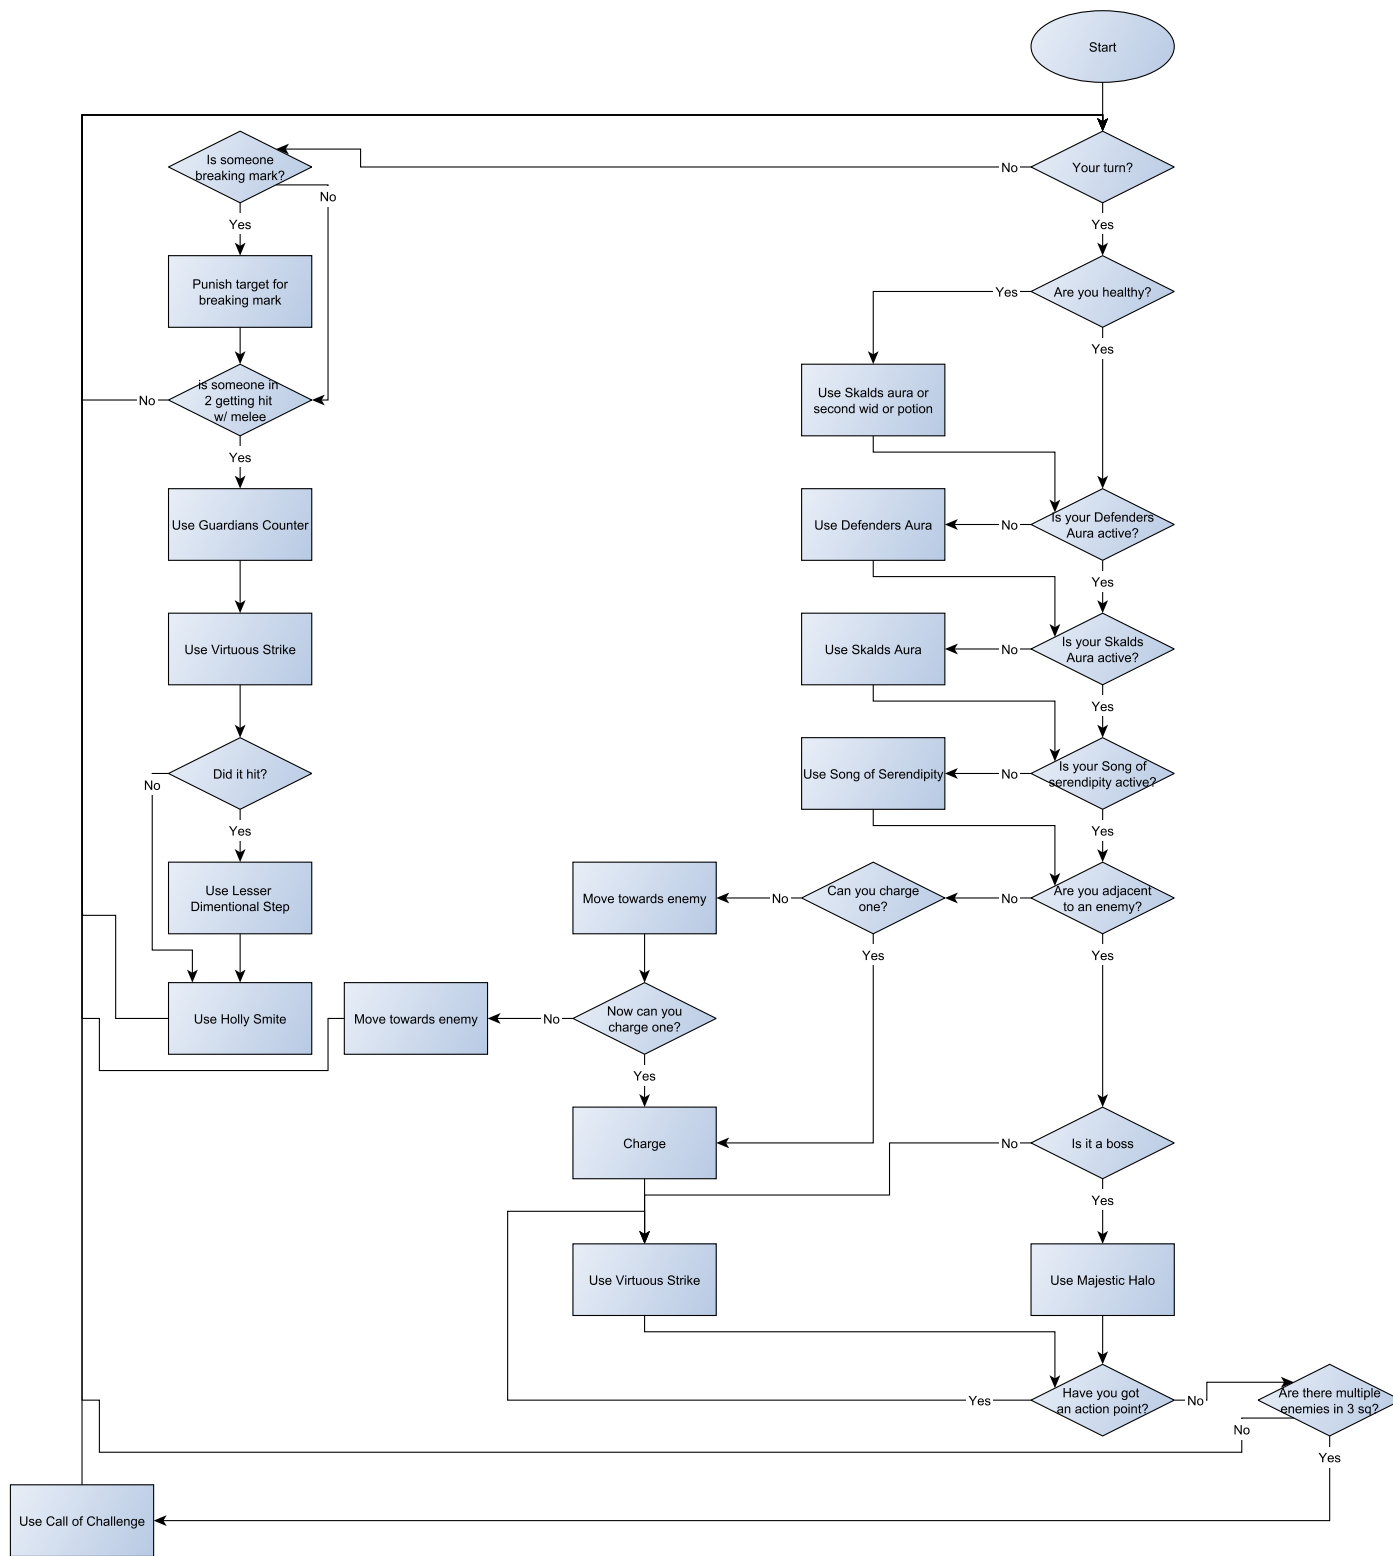 Start
Is someone
breaking mark?
No
Your turn?
No
Yes
Yes
Punish target for
breaking mark
Yes
Are you healthy?
Yes
is someone in
2 getting hit
w/ melee
No
Use Skalds aura or
second wid or potion
Yes
Use Guardians Counter
Use Defenders Aura
No
Is your Defenders
Aura active?
Yes
Use Virtuous Strike
Use Skalds Aura
No
Is your Skalds
Aura active?
Yes
Did it hit?
No
Use Song of Serendipity
No
Is your Song of
serendipity active?
Yes
Yes
Use Lesser
Dimentional Step
Move towards enemy
No
Can you charge
one?
No
Are you adjacent
to an enemy?
Yes
Yes
Use Holly Smite
Move towards enemy
No
Now can you
charge one?
Yes
Charge
No
Is it a boss
Yes
Use Virtuous Strike
Use Majestic Halo
Yes
Have you got
an action point?
No
Are there multiple
enemies in 3 sq?
No
Yes
Use Call of Challenge